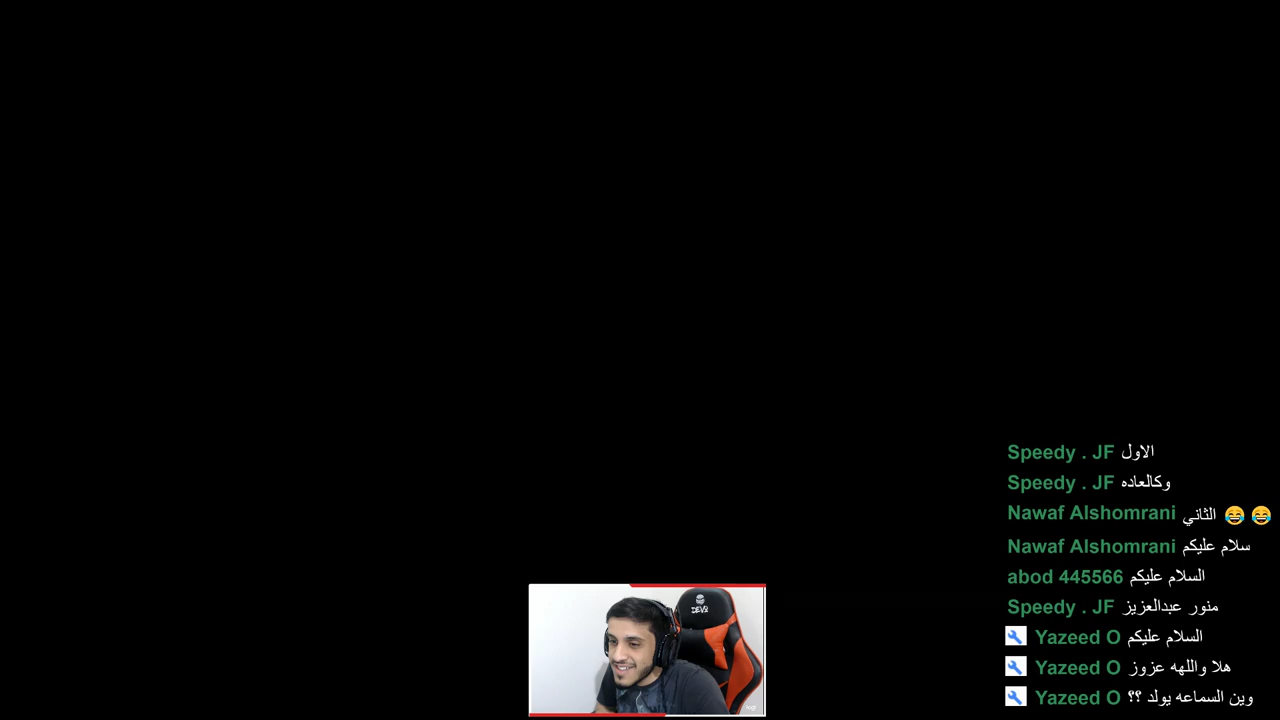 Speedy . JF الاول
Speedy . JF وكالعاده
Nawaf Alshomrani الثاني 😂 😂
Nawaf Alshomrani سلام عليكم
abod 445566 السلام عليكم
Speedy . JF منور عبدالعزيز
Yazeed O السلام عليكم
Yazeed O هلا واللهه عزوز
Yazeed O وين السماعه يولد ؟؟